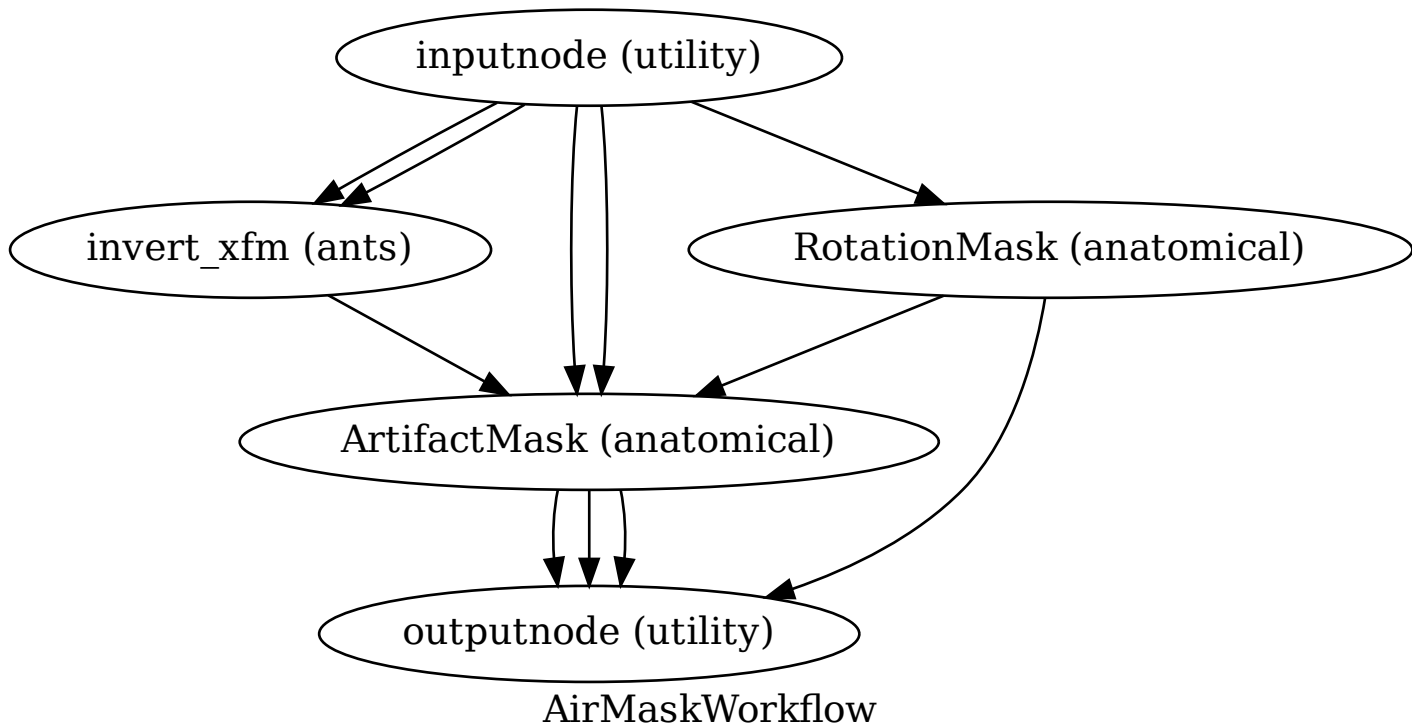 inputnode (utility)
invert_xfm (ants)
RotationMask (anatomical)
ArtifactMask (anatomical)
outputnode (utility)
AirMaskWorkflow